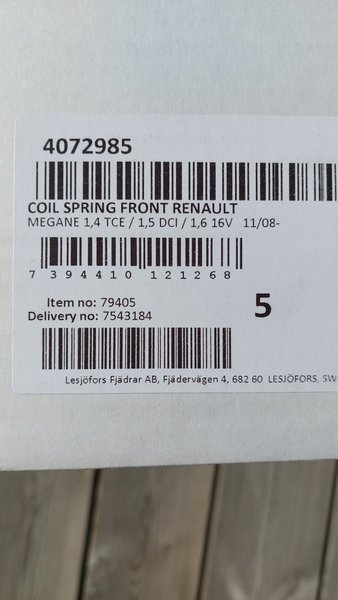 4072985
COIL SPRING FRONT RENAULT
MEGANE 1,4 TCE / 1,5 DCI / 1,6 16V 11/08-
7 394410 121268
Item no: 79405
5
Delivery no: 7543184
Lesjöfors Fjädrar AB, Fjädervägen 4, 682 60 LESJÖFORS, SW